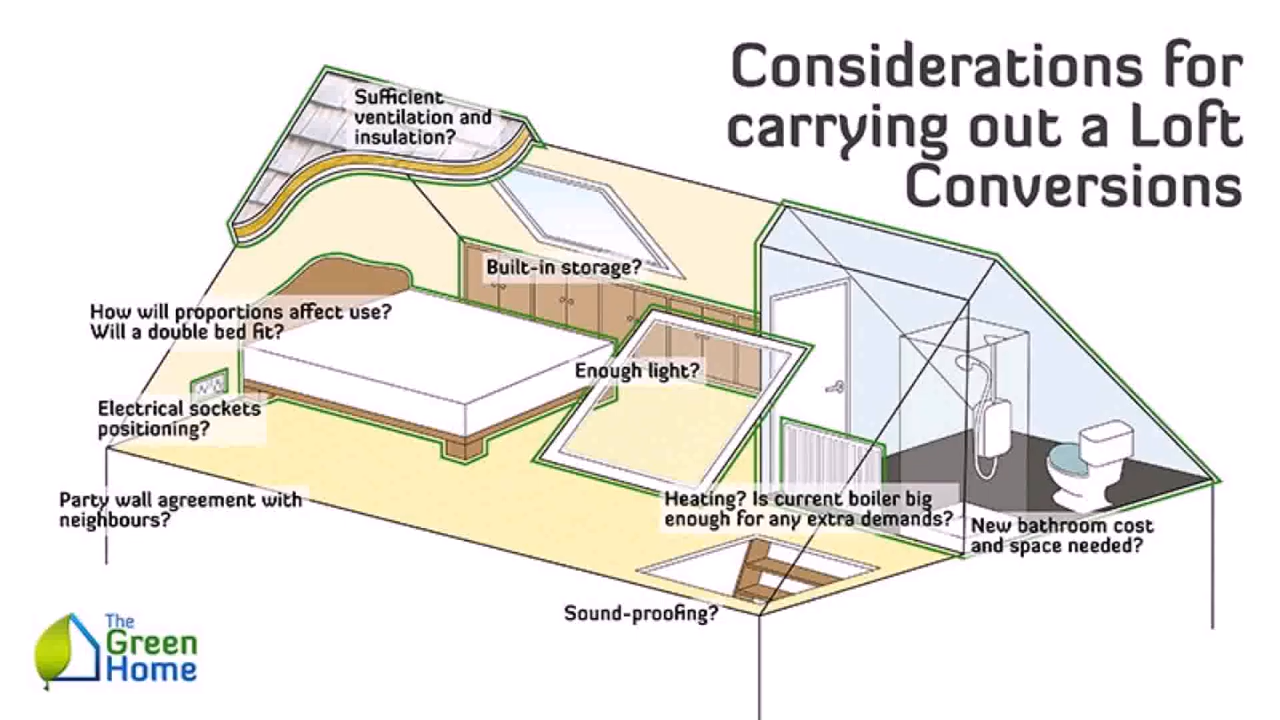 Considerations for
carrying out a Loft
Conversions
Sufficient
ventilation and
insulation?
Built-in storage?
How will proportions affect use?
Will a double bed fit?
Enough light?
Electrical sockets
positioning?
Party wall agreement with
neighbours?
Heating? Is current boiler big
enough for any extra demands?
New bathroom cost
and space needed?
Sound-proofing?
The
Green
Home